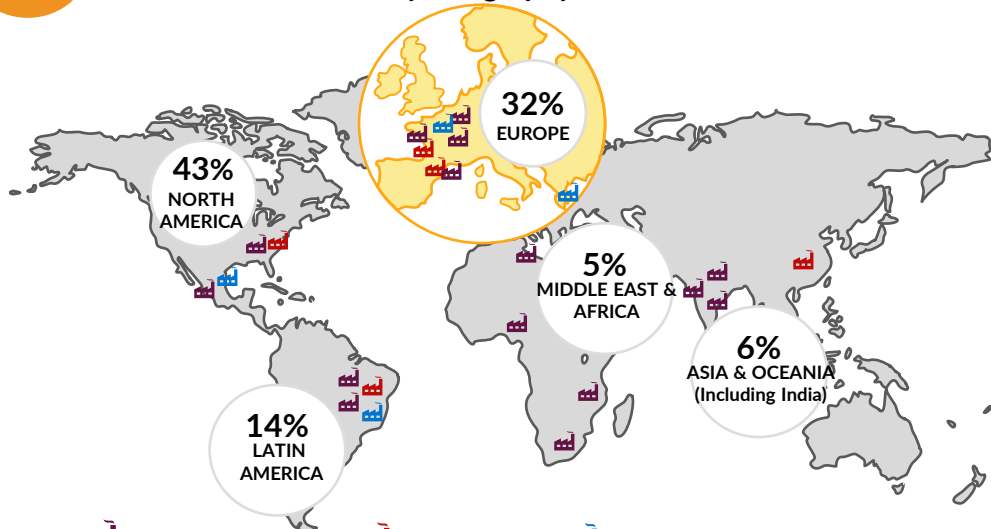 32%
EUROPE
43%
NORTH
AMERICA
5%
MIDDLE EAST &
AFRICA
6%
ASIA & OCEANIA
(Including India)
14%
LATIN
AMERICA